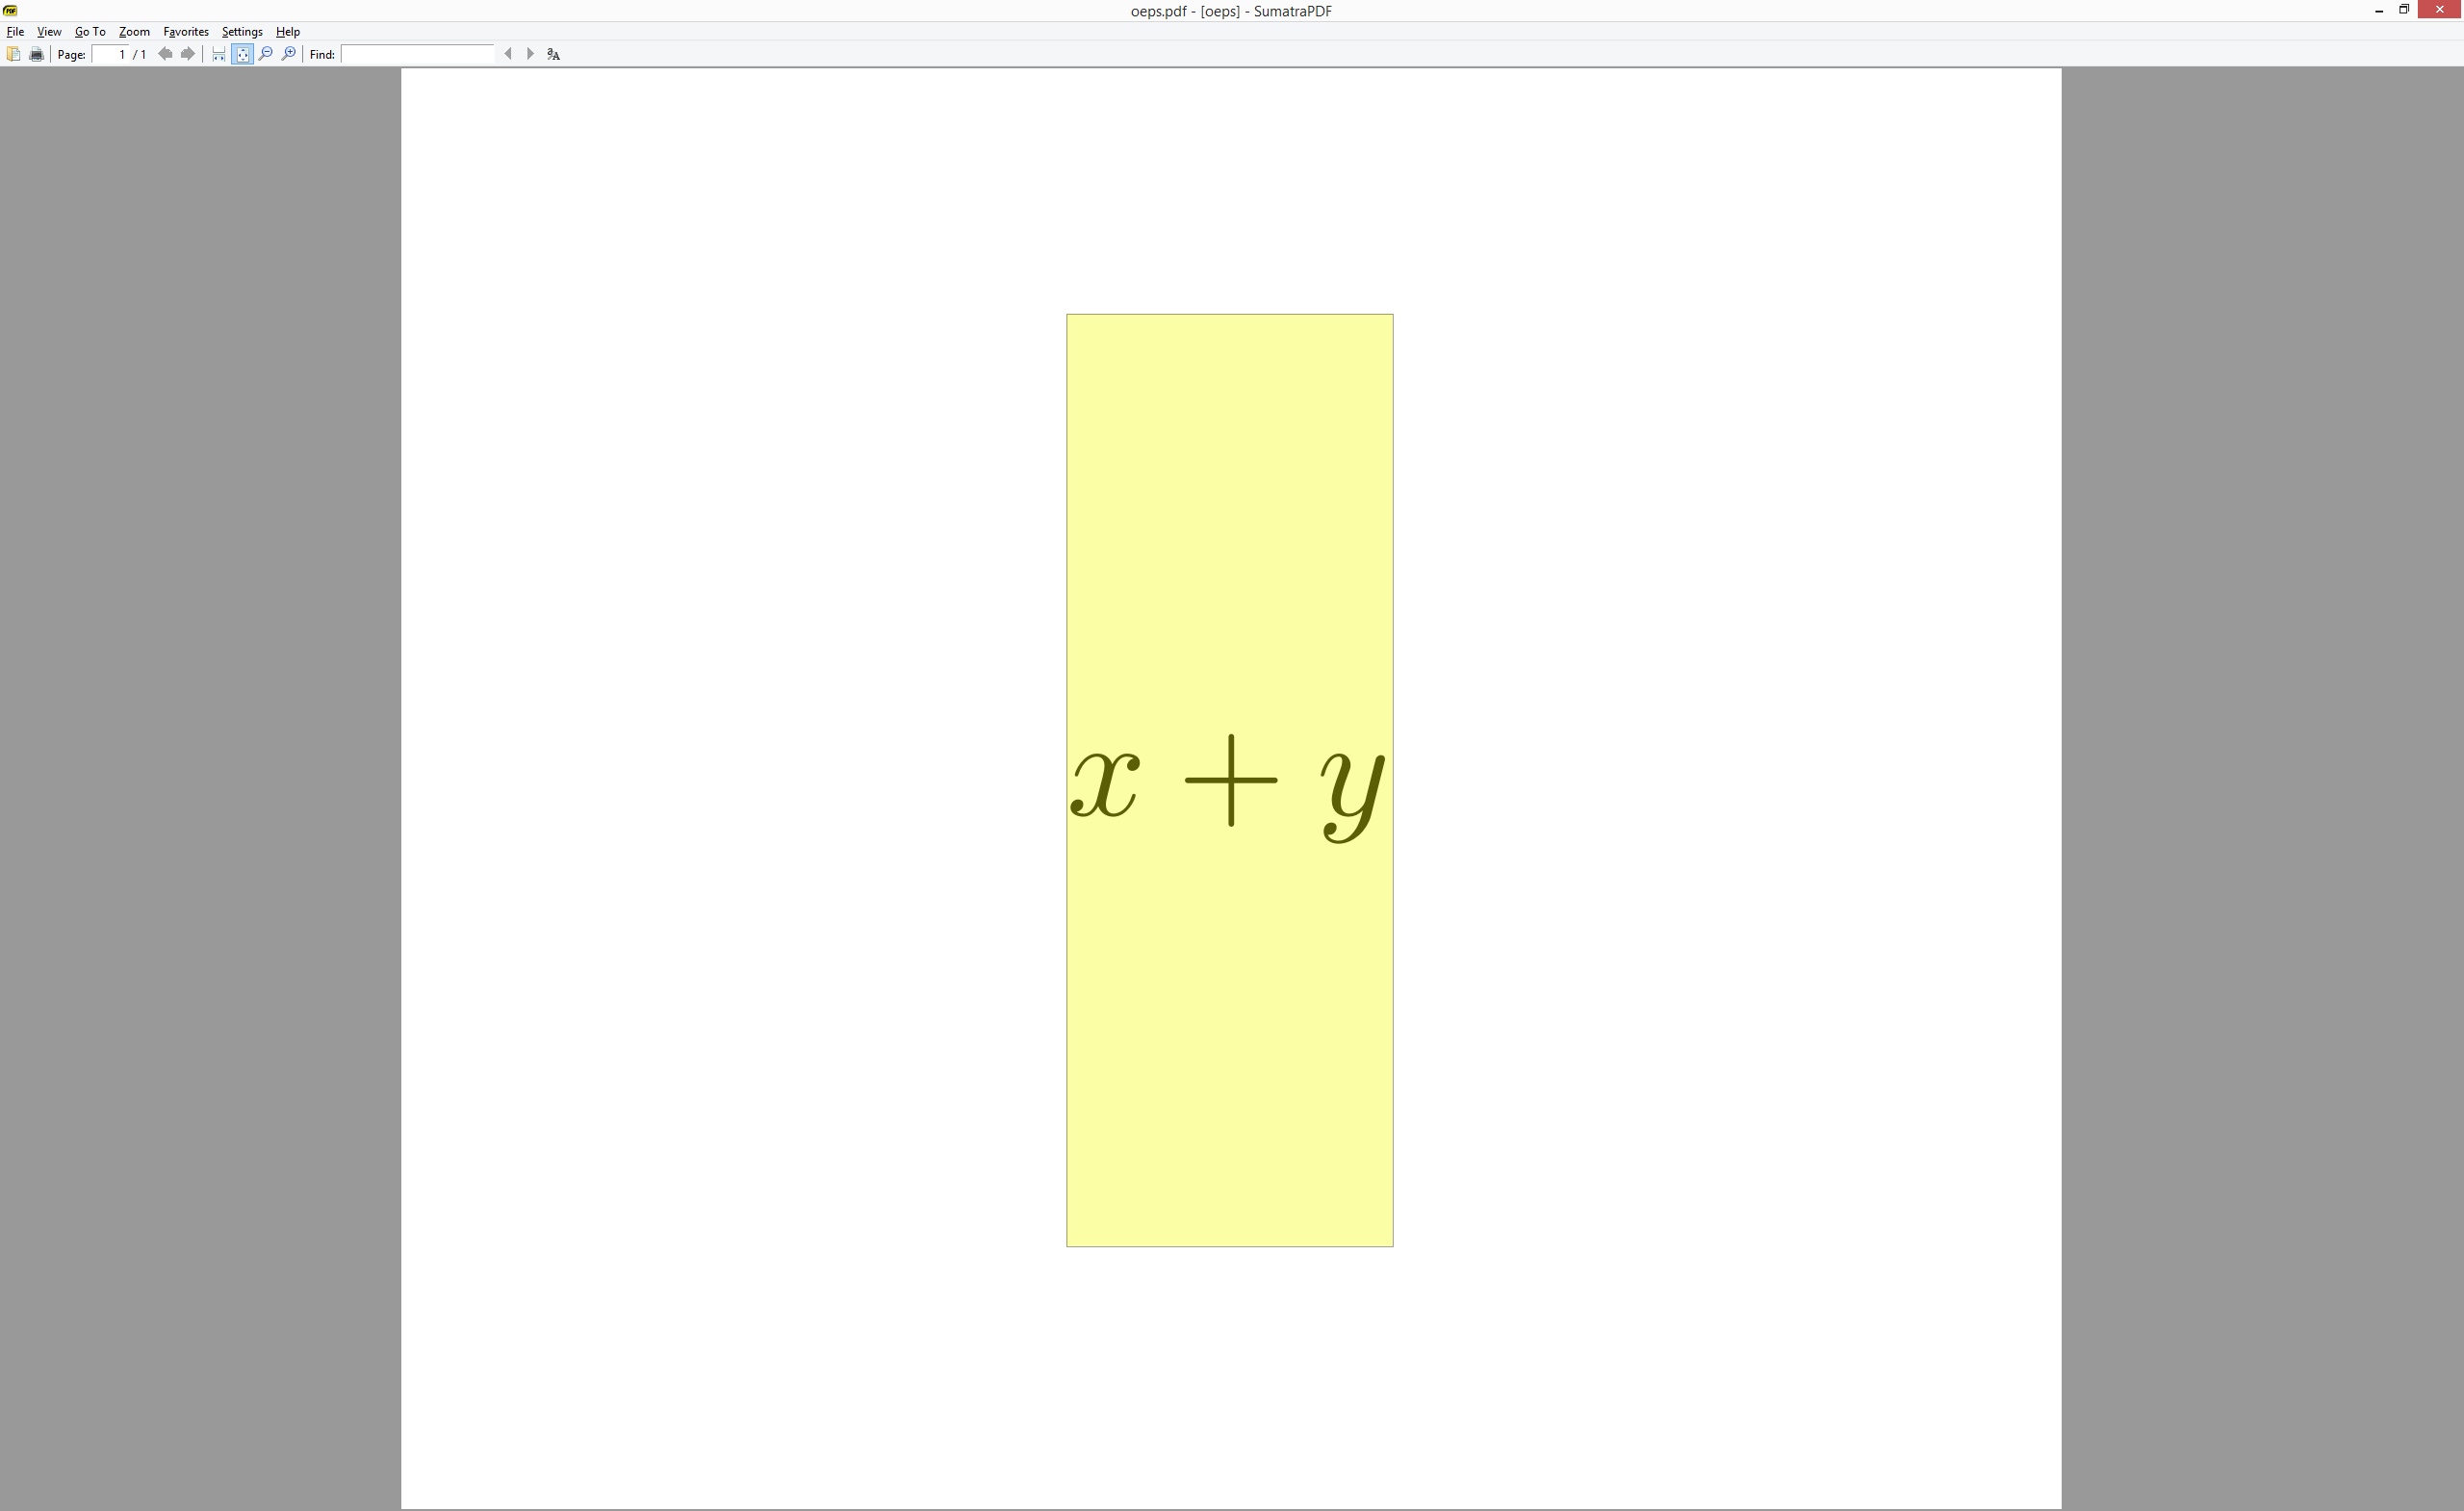 oeps.pdf - [oeps] - SumatraPDF
File View Go To Zoom Favorites Settings Help
Page: 1 / 1 Find:
x + y